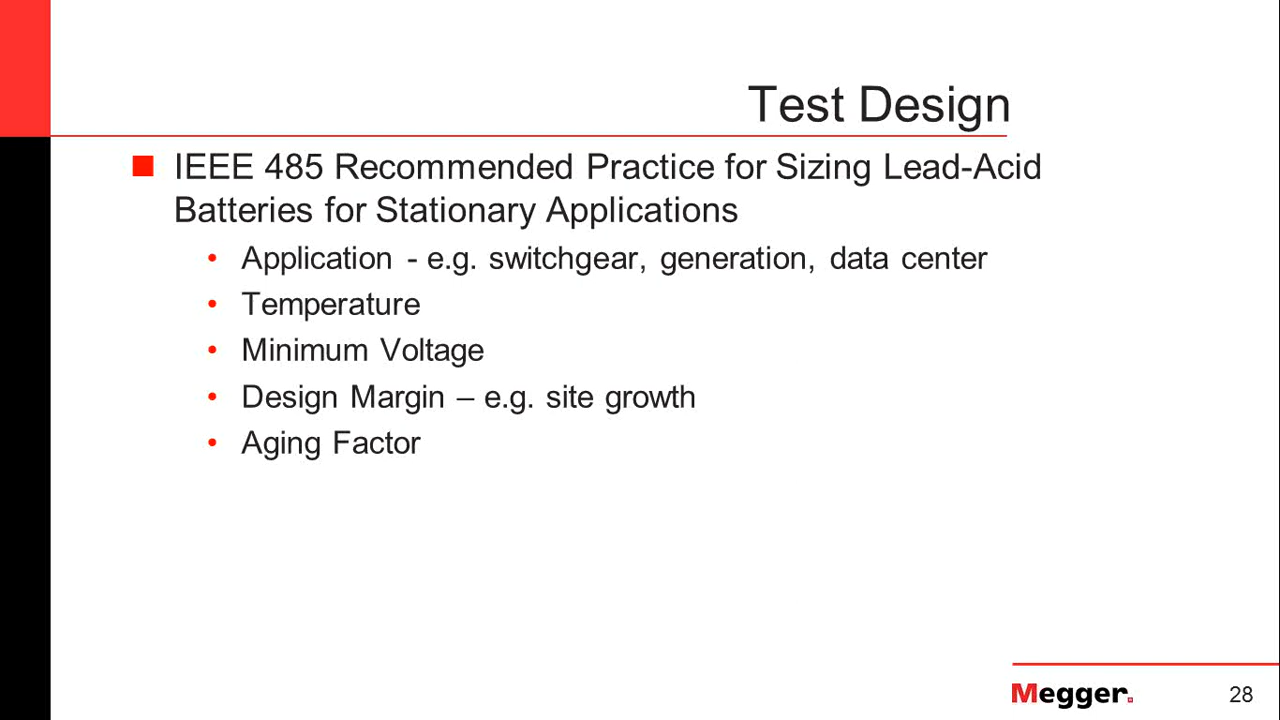 Test Design
IEEE 485 Recommended Practice for Sizing Lead-Acid
Batteries for Stationary Applications
• Application - e.g. switchgear, generation, data center
• Temperature
• Minimum Voltage
• Design Margin – e.g. site growth
• Aging Factor
Megger.
28